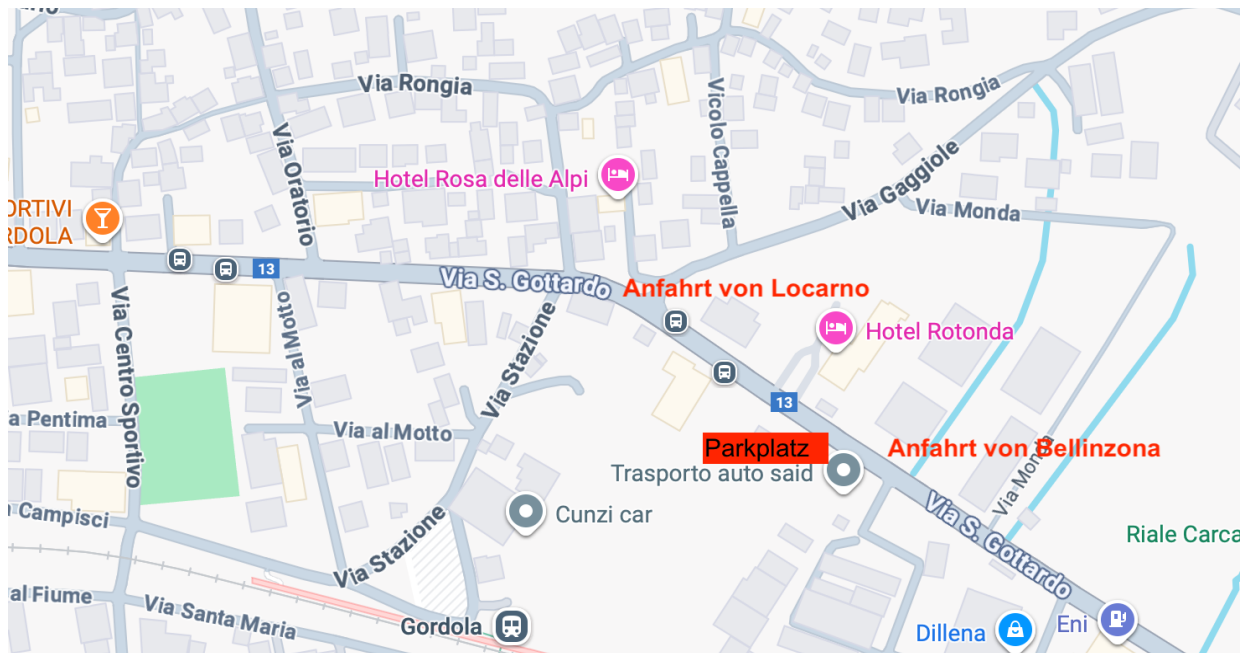 Via Rongia
Via Rongia
Vicolo Cappella
Via Oratorio
Hotel Rosa delle Alpi
Via Gaggiole
Via Monda
ORTIVI
RDOLA
13
Via S. Gottardo
Anfahrt von Locarno
Hotel Rotonda
Via Centro Sportivo
Via al Motto
Via Stazione
13
a Pentima
Via al Motto
Parkplatz
Anfahrt von Bellinzona
Trasporto auto said
Via Monda
Cunzi car
Campisci
Via S. Gottardo
Riale Carca
Via Stazione
al Fiume
Via Santa Maria
Gordola
Dillena
Eni